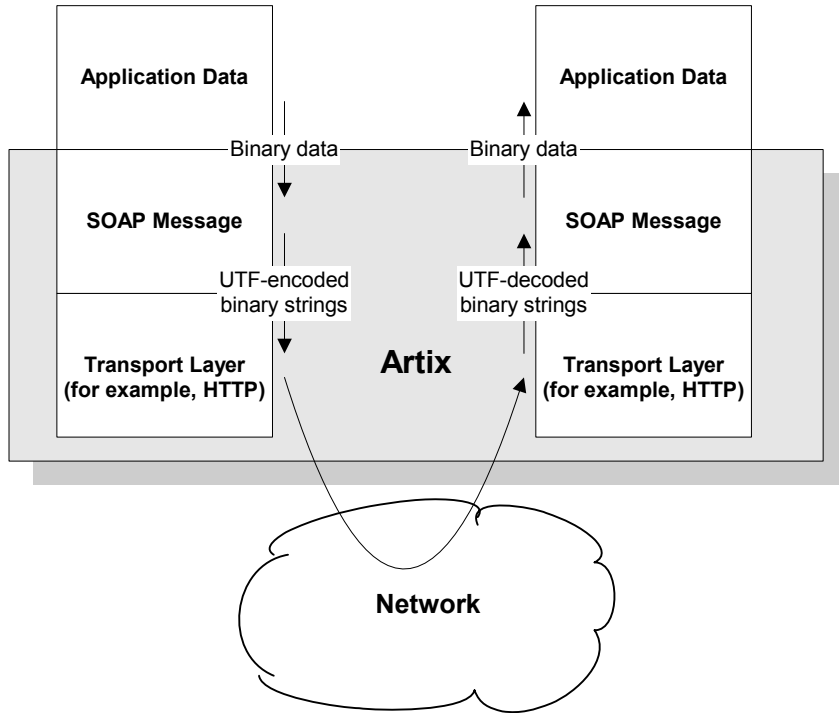 Application Data
Application Data
Binary data
Binary data
SOAP Message
SOAP Message
UTF-encoded
binary strings
UTF-decoded
binary strings
Transport Layer
(for example, HTTP)
Artix
Transport Layer
(for example, HTTP)
Network